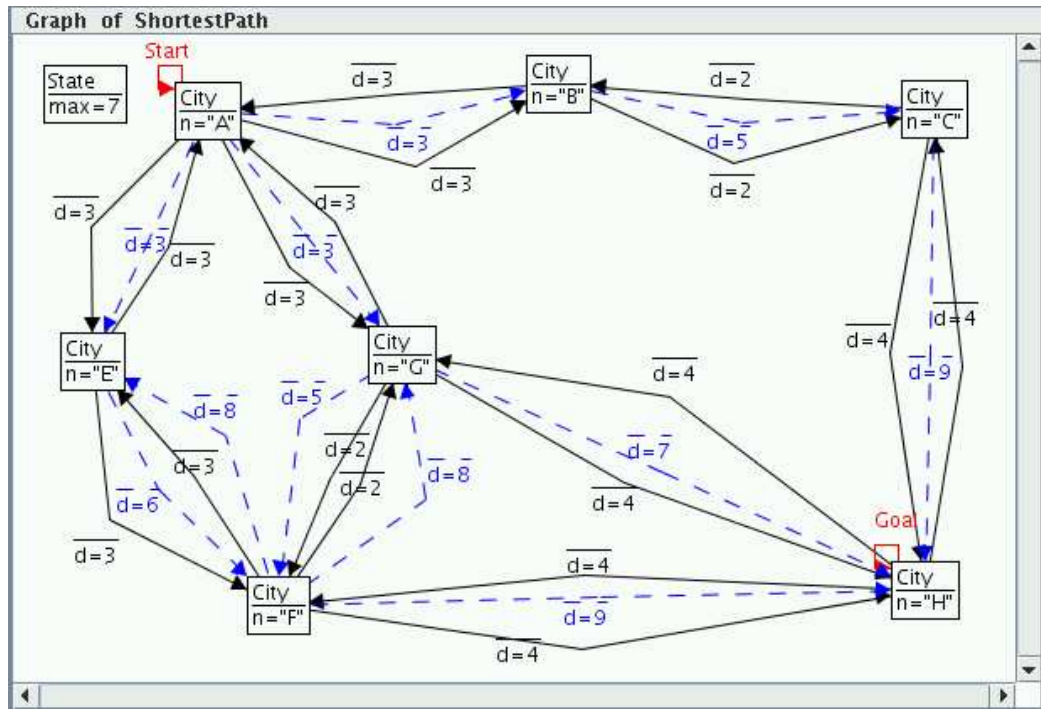 Graph of ShortestPath
Start
State
max=7
City
n="A"
d=3
City
n="B"
d=2
City
n="C"
d=3
d=5
d=3
d=2
d=3
d=3
d=3
d=3
d=3
d=3
City
n="E"
City
n="G"
d=4
d=4
d=9
d=4
d=8
d=5
d=2
d=3
d=2
d=8
d=7
d=4
d=6
d=3
Goal
City
n="F"
d=4
d=9
d=4
City
n="H"